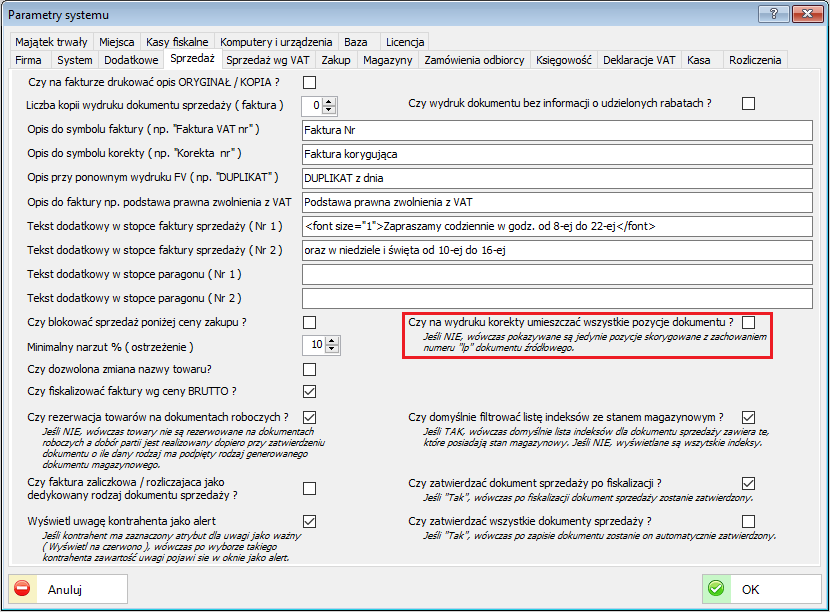 Parametry systemu
?
Majątek trwały Miejsca Kasy fiskalne Komputery i urządzenia Baza Licencja
Firma System Dodatkowe Sprzedaż Sprzedaż wg VAT Zakup Magazyny Zamówienia odbiorcy Księgowość Deklaracje VAT Kasa Rozliczenia
Czy na fakturze drukować opis ORYGINAŁ / KOPIA ?
Liczba kopii wydruku dokumentu sprzedaży ( faktura ) 0 Czy wydruk dokumentu bez informacji o udzielonych rabatach ?
Opis do symbolu faktury ( np. "Faktura VAT nr" ) Faktura Nr
Opis do symbolu korekty ( np. "Korekta nr" ) Faktura korygująca
Opis przy ponownym wydruku FV ( np. "DUPLIKAT" ) DUPLIKAT z dnia
Opis do faktury np. podstawa prawna zwolnienia z VAT Podstawa prawna zwolnienia z VAT
Tekst dodatkowy w stopce faktury sprzedaży ( Nr 1 ) <font size="1">Zapraszamy codziennie w godz. od 8-ej do 22-ej</font>
Tekst dodatkowy w stopce faktury sprzedaży ( Nr 2 ) oraz w niedziele i święta od 10-ej do 16-ej
Tekst dodatkowy w stopce paragonu ( Nr 1 )
Tekst dodatkowy w stopce paragonu ( Nr 2 )
Czy blokować sprzedaż poniżej ceny zakupu ? Czy na wydruku korekty umieszczać wszystkie pozycje dokumentu ?
Jeśli NIE, wówczas pokazywane są jedynie pozycje skorygowane z zachowaniem
numeru "lp" dokumentu źródłowego.
Minimalny narzut % ( ostrzeżenie ) 10
Czy dozwolona zmiana nazwy towaru?
Czy fiskalizować faktury wg ceny BRUTTO ?
Czy rezerwacja towarów na dokumentach roboczych ? Czy domyślnie filtrować listę indeksów ze stanem magazynowym ?
Jeśli NIE, wówczas towary nie są rezerwowane na dokumentach
roboczych a dobór partii jest realizowany dopiero przy zatwierdzeniu
dokumentu o ile dany rodzaj ma podpięty rodzaj generowanego
dokumentu magazynowego.
Jeśli TAK, wówczas domyślnie lista indeksów dla dokumentu sprzedaży zawiera te,
które posiadają stan magazynowy. Jeśli NIE, wyświetlane są wszytskie indeksy.
Czy faktura zaliczkowa / rozliczajaca jako
dedykowany rodzaj dokumentu sprzedaży ?
Czy zatwierdzać dokument sprzedaży po fiskalizacji ?
Jeśli "Tak", wówczas po fiskalizacji dokument sprzedaży zostanie zatwierdzony.
Wyświetl uwagę kontrahenta jako alert Czy zatwierdzać wszystkie dokumenty sprzedaży ?
Jeśli kontrahent ma zaznaczony atrybut dla uwagi jako ważny
( Wyświetl na czerwono ), wówczas po wyborze takiego
kontrahenta zawartość uwagi pojawi sie w oknie jako alert.
Jeśli "Tak", wówczas po zapisie dokumentu zostanie on automatycznie zatwierdzony.
Anuluj OK